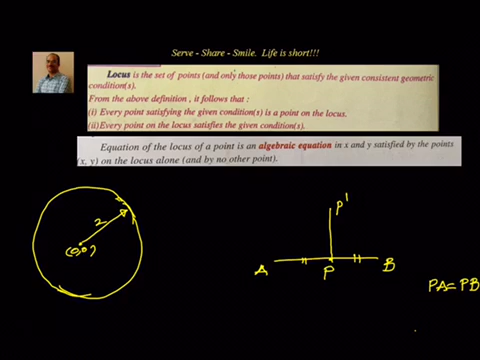 Serve - Share - Smile. Life is short!!!
Locus is the set of points (and only those points) that satisfy the given consistent geometric
condition(s).
From the above definition , it follows that :
(i) Every point satisfying the given condition(s) is a point on the locus.
(ii) Every point on the locus satisfies the given condition(s).
Equation of the locus of a point is an algebraic equation in x and y satisfied by the points
(x, y) on the locus alone (and by no other point).
2
(0,0)
P'
A
P
B
PA = PB